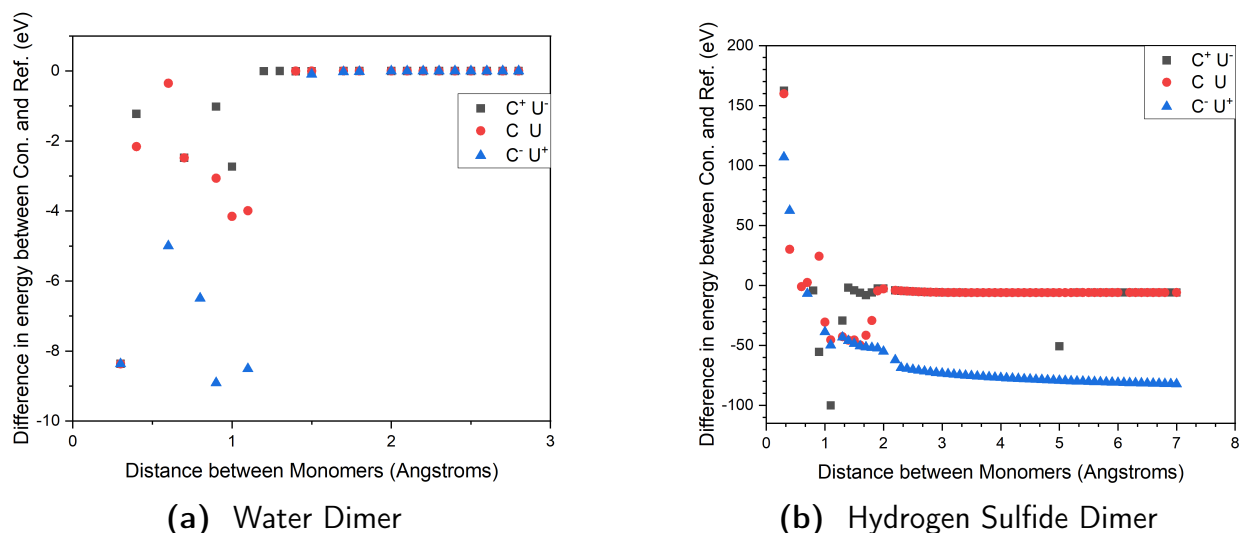 Difference in energy between Con. and Ref. (eV)
0
-2
-4
-6
-8
-10
C⁺ U⁻
C U
C⁻ U⁺
0 1 2 3
Distance between Monomers (Angstroms)
(a) Water Dimer
Difference in energy between Con. and Ref. (eV)
200
150
100
50
0
-50
-100
C⁺ U⁻
C U
C⁻ U⁺
0 1 2 3 4 5 6 7 8
Distance between Monomers (Angstroms)
(b) Hydrogen Sulfide Dimer